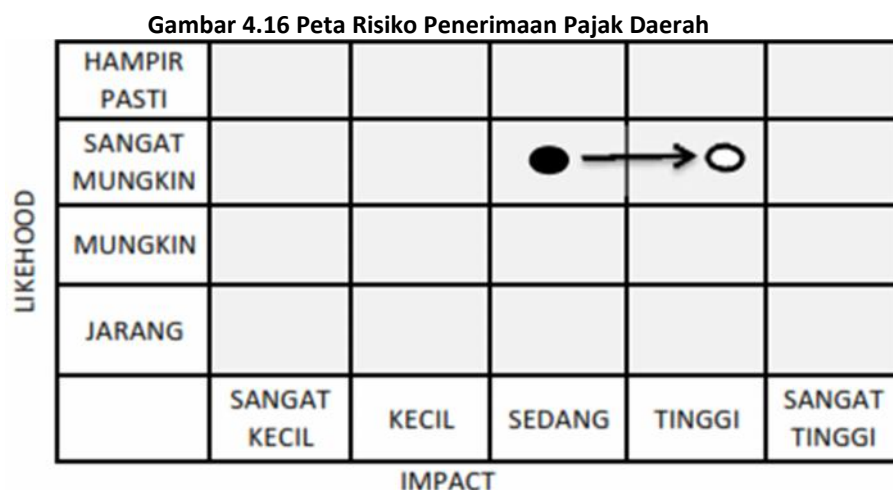 Gambar 4.16 Peta Risiko Penerimaan Pajak Daerah
LIKEHOOD
HAMPIR
PASTI
SANGAT
MUNGKIN
MUNGKIN
JARANG
SANGAT
KECIL
KECIL
SEDANG
TINGGI
SANGAT
TINGGI
IMPACT